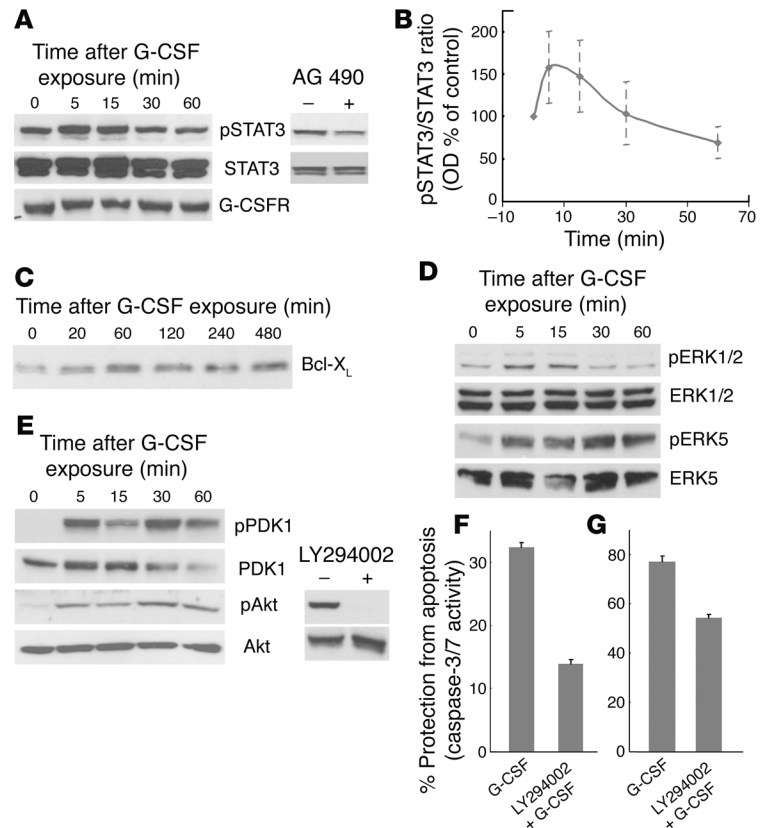 A
Time after G-CSF
exposure (min)
0 5 15 30 60
pSTAT3
STAT3
G-CSFR
AG 490
– +
B
pSTAT3/STAT3 ratio
(OD % of control)
200
150
100
50
0
–10 10 30 50 70
Time (min)
C
Time after G-CSF exposure (min)
0 20 60 120 240 480
Bcl-XL
D
Time after G-CSF
exposure (min)
0 5 15 30 60
pERK1/2
ERK1/2
pERK5
ERK5
E
Time after G-CSF
exposure (min)
0 5 15 30 60
pPDK1
PDK1
pAkt
Akt
LY294002
– +
F
% Protection from apoptosis
(caspase-3/7 activity)
30
20
10
0
G-CSF
LY294002
+ G-CSF
G
80
60
40
20
0
G-CSF
LY294002
+ G-CSF